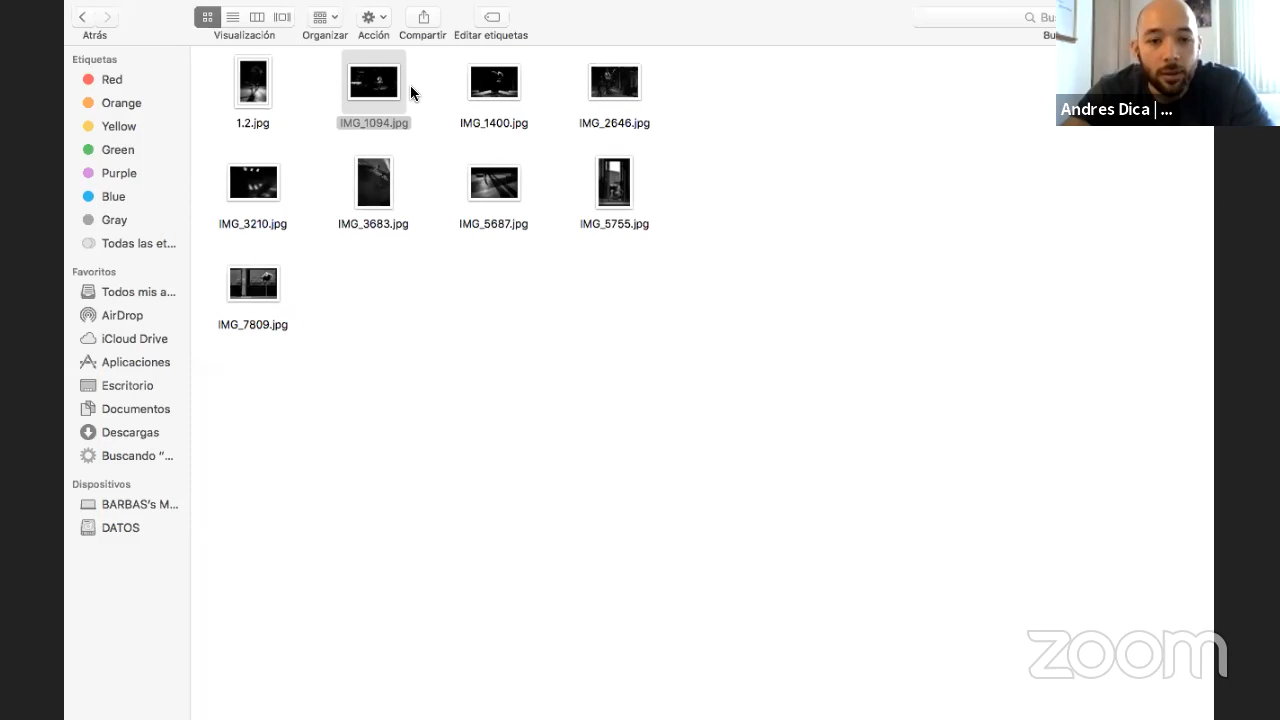 Atrás
Visualización
Organizar
Acción
Compartir
Editar etiquetas
Bu
Bu
Andres Dica | ...
Etiquetas
Red
Orange
Yellow
Green
Purple
Blue
Gray
Todas las et...
Favoritos
Todos mis a...
AirDrop
iCloud Drive
Aplicaciones
Escritorio
Documentos
Descargas
Buscando “...
Dispositivos
BARBAS's M...
DATOS
1.2.jpg
IMG_1094.jpg
IMG_1400.jpg
IMG_2646.jpg
IMG_3210.jpg
IMG_3683.jpg
IMG_5687.jpg
IMG_5755.jpg
IMG_7809.jpg
zoom